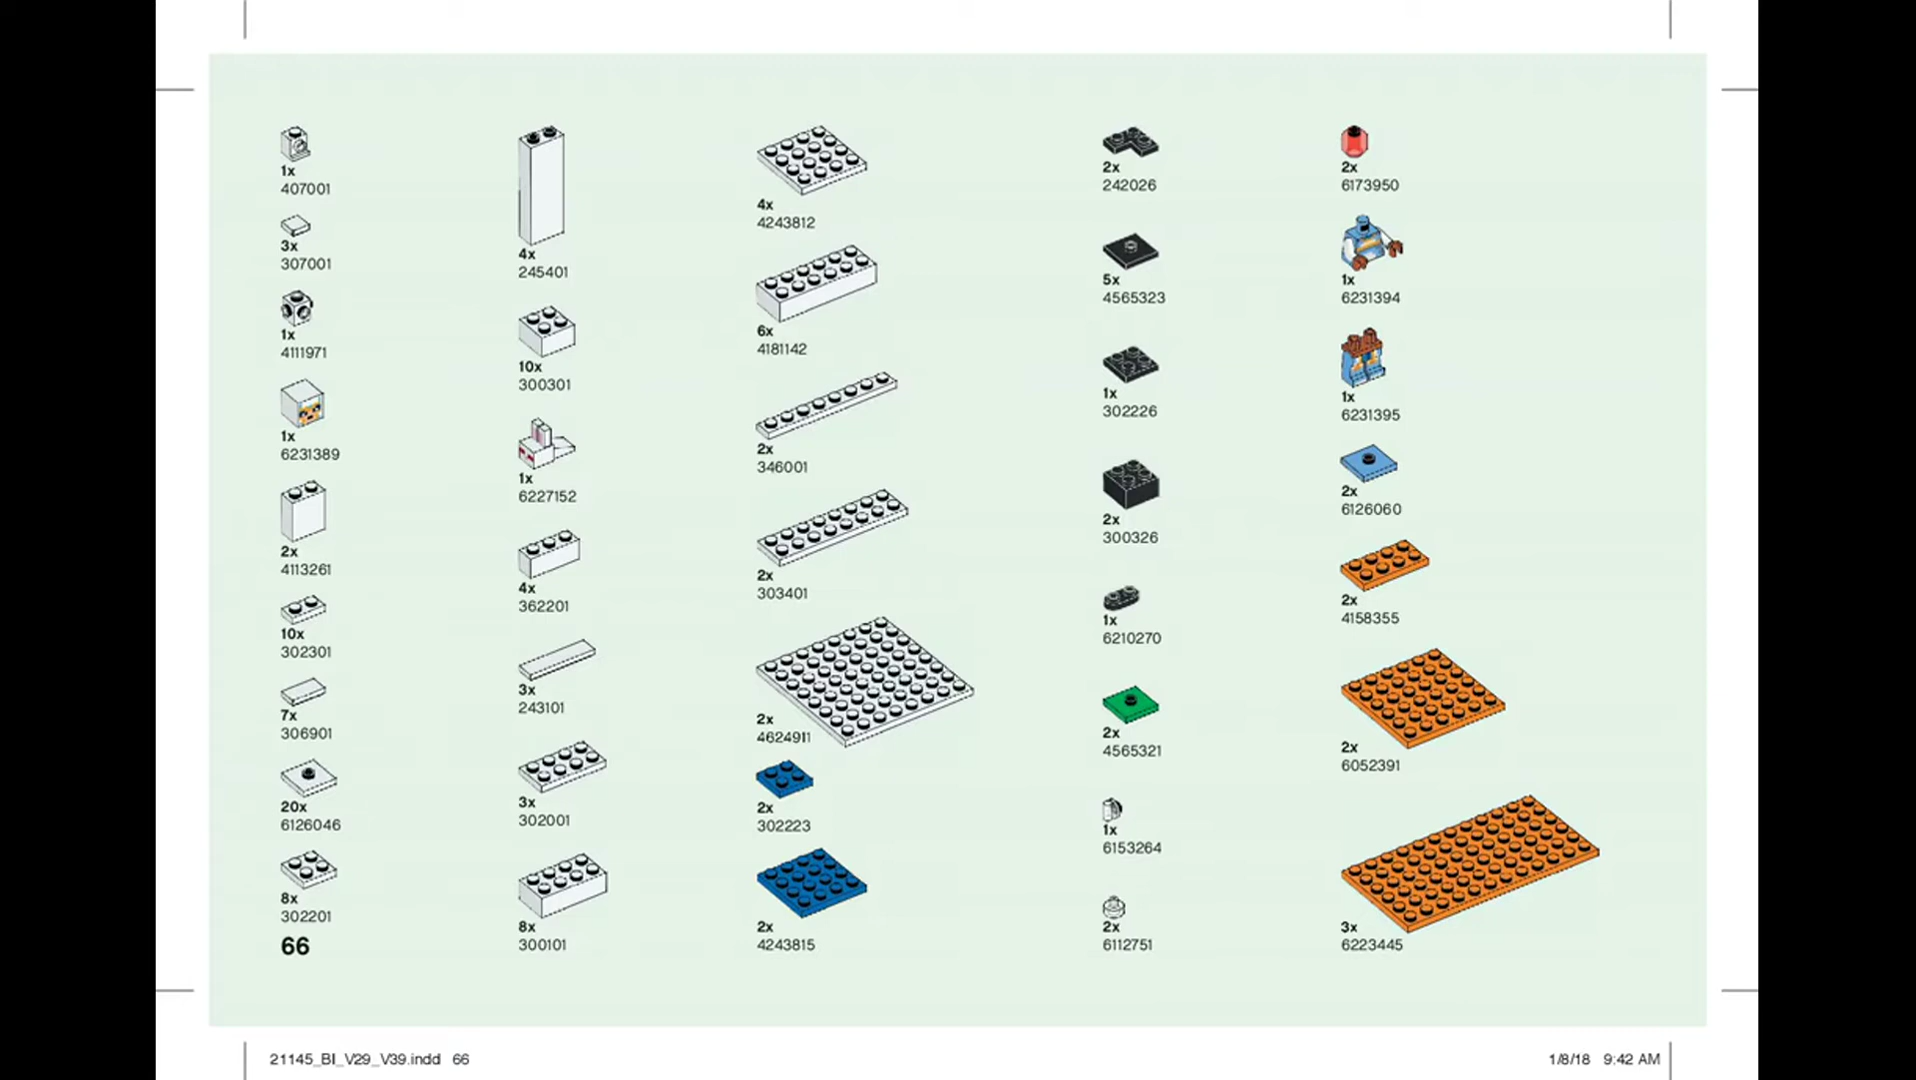 1x
407001
3x
307001
1x
4111971
1x
6231389
2x
4113261
10x
302301
7x
306901
20x
6126046
8x
302201
66
4x
245401
10x
300301
1x
6227152
4x
362201
3x
243101
3x
302001
8x
300101
4x
4243812
6x
4181142
2x
346001
2x
303401
2x
4624911
2x
302223
2x
4243815
2x
242026
5x
4565323
1x
302226
2x
300326
1x
6210270
2x
4565321
1x
6153264
2x
6112751
2x
6173950
1x
6231394
1x
6231395
2x
6126060
2x
4158355
2x
6052391
3x
6223445
21145_BI_V29_V39.indd 66
1/8/18 9:42 AM